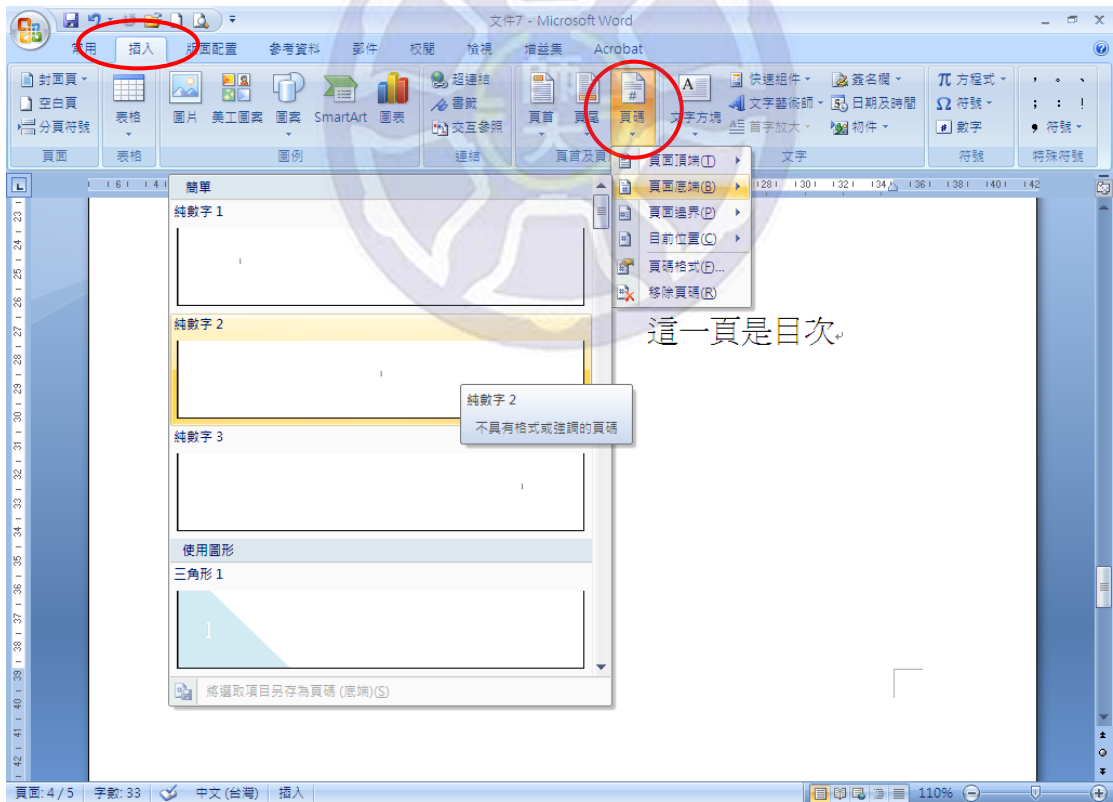 文件7 - Microsoft Word
常用 插入 版面配置 參考資料 郵件 校閱 檢視 增益集 Acrobat
封面頁
空白頁
分頁符號
表格
圖片 美工圖案 圖案 SmartArt 圖表
超連結
書籤
交互參照
頁首 頁尾 頁碼
文字方塊
快速組件
文字藝術師
首字放大
簽名欄
日期及時間
物件
π 方程式
Ω 符號
# 數字
, 。 、
; : !
, 符號
頁面 表格 圖例 連結 頁首及頁 文字 符號 特殊符號
頁面頂端(T)
頁面底端(B)
頁面邊界(P)
目前位置(C)
頁碼格式(F)...
移除頁碼(R)
簡單
純數字 1
1
純數字 2
1
純數字 2
不具有格式或強調的頁碼
純數字 3
1
使用圖形
三角形 1
1
將選取項目另存為頁碼 (底端)(S)
這一頁是目次
頁面: 4 / 5 字數: 33 中文 (台灣) 插入 110%